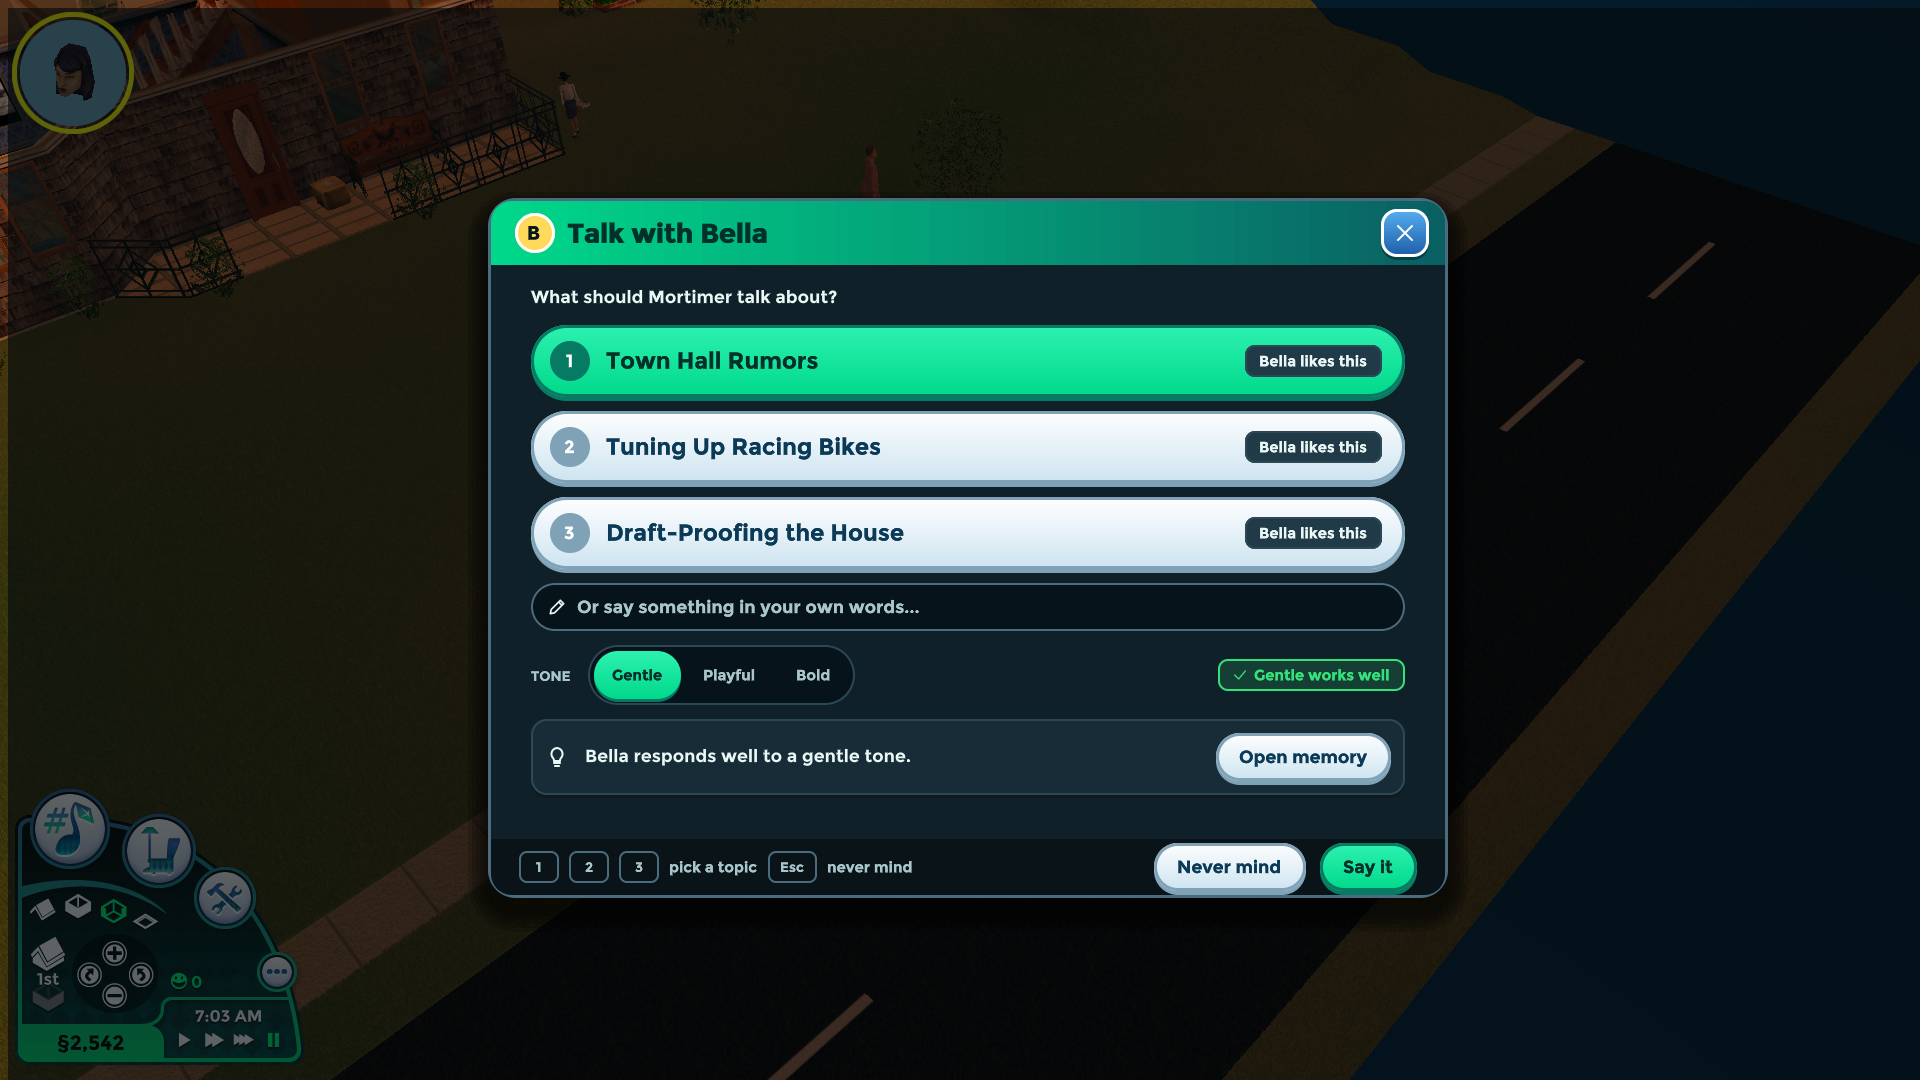 B Talk with Bella
What should Mortimer talk about?
1 Town Hall Rumors Bella likes this
2 Tuning Up Racing Bikes Bella likes this
3 Draft-Proofing the House Bella likes this
Or say something in your own words...
TONE Gentle Playful Bold Gentle works well
Bella responds well to a gentle tone. Open memory
1 2 3 pick a topic Esc never mind Never mind Say it
#
1st
0
7:03 AM
§2,542